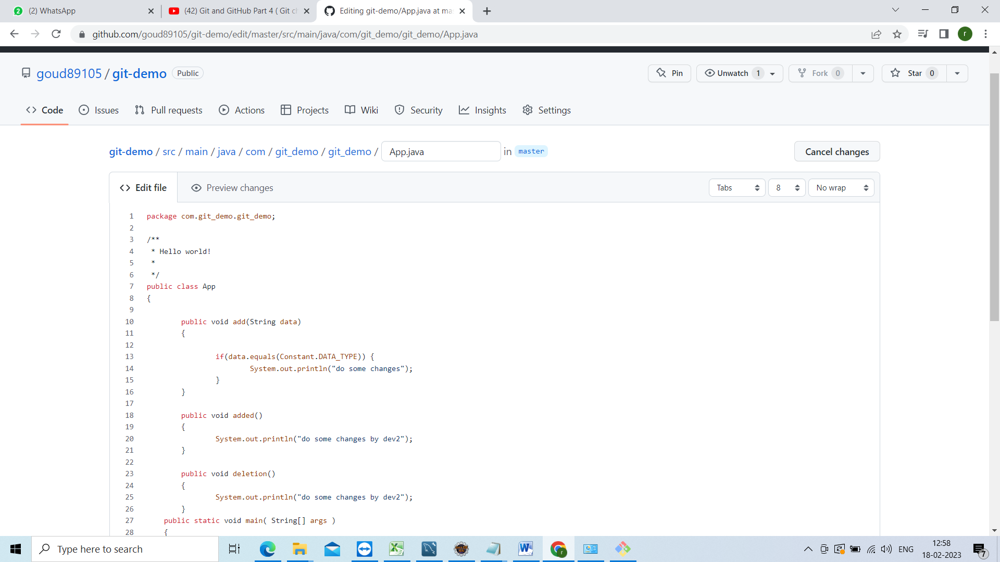 (2) WhatsApp
(42) Git and GitHub Part 4 ( Git c
Editing git-demo/App.java at ma
github.com/goud89105/git-demo/edit/master/src/main/java/com/git_demo/git_demo/App.java
r
goud89105 / git-demo Public
Pin
Unwatch 1
Fork 0
Star 0
Code
Issues
Pull requests
Actions
Projects
Wiki
Security
Insights
Settings
git-demo / src / main / java / com / git_demo / git_demo / App.java in master
Cancel changes
Edit file
Preview changes
Tabs
8
No wrap
1 package com.git_demo.git_demo;
2
3 /**
4 * Hello world!
5 *
6 */
7 public class App
8 {
9
10 public void add(String data)
11 {
12
13 if(data.equals(Constant.DATA_TYPE)) {
14 System.out.println("do some changes");
15 }
16 }
17
18 public void added()
19 {
20 System.out.println("do some changes by dev2");
21 }
22
23 public void deletion()
24 {
25 System.out.println("do some changes by dev2");
26 }
27 public static void main( String[] args )
28 {
Type here to search
ENG
12:58
18-02-2023
7